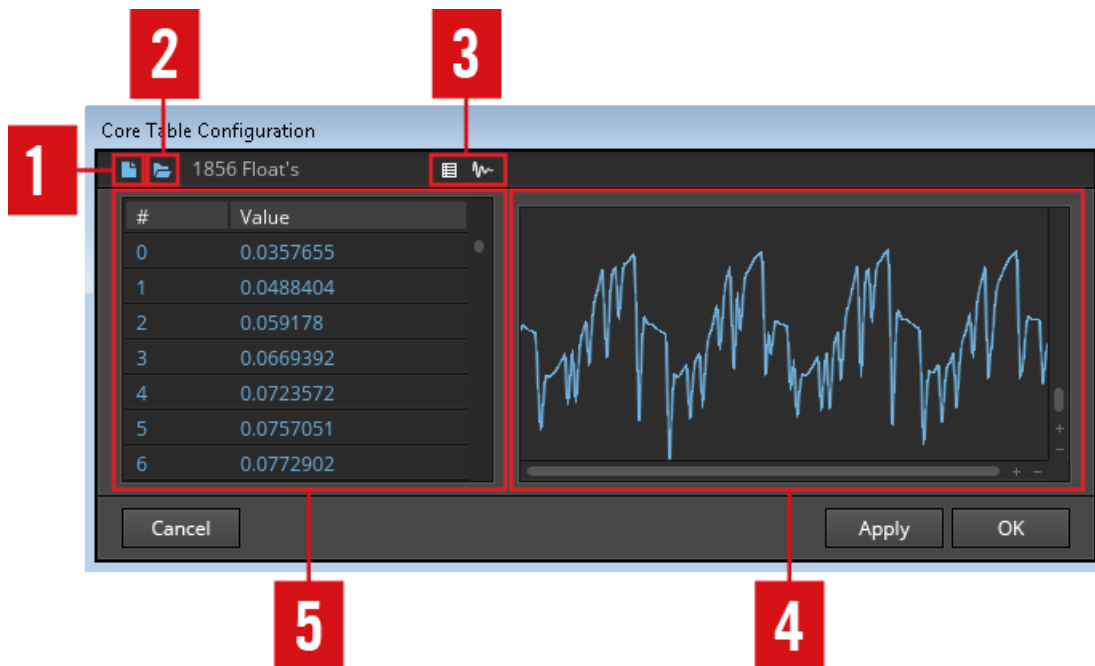 2
3
Core Table Configuration
1
1856 Float's
# Value
0 0.0357655
1 0.0488404
2 0.059178
3 0.0669392
4 0.0723572
5 0.0757051
6 0.0772902
+
−
+ −
Cancel
Apply
OK
5
4